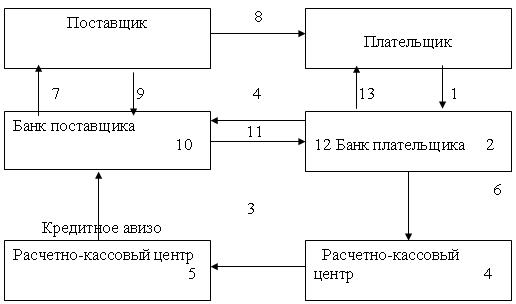 8
Поставщик
Плательщик
7 9 4 13 1
Банк поставщика
10
11
12 Банк плательщика 2
6
3
Кредитное авизо
Расчетно-кассовый центр
5
Расчетно-кассовый
центр 4